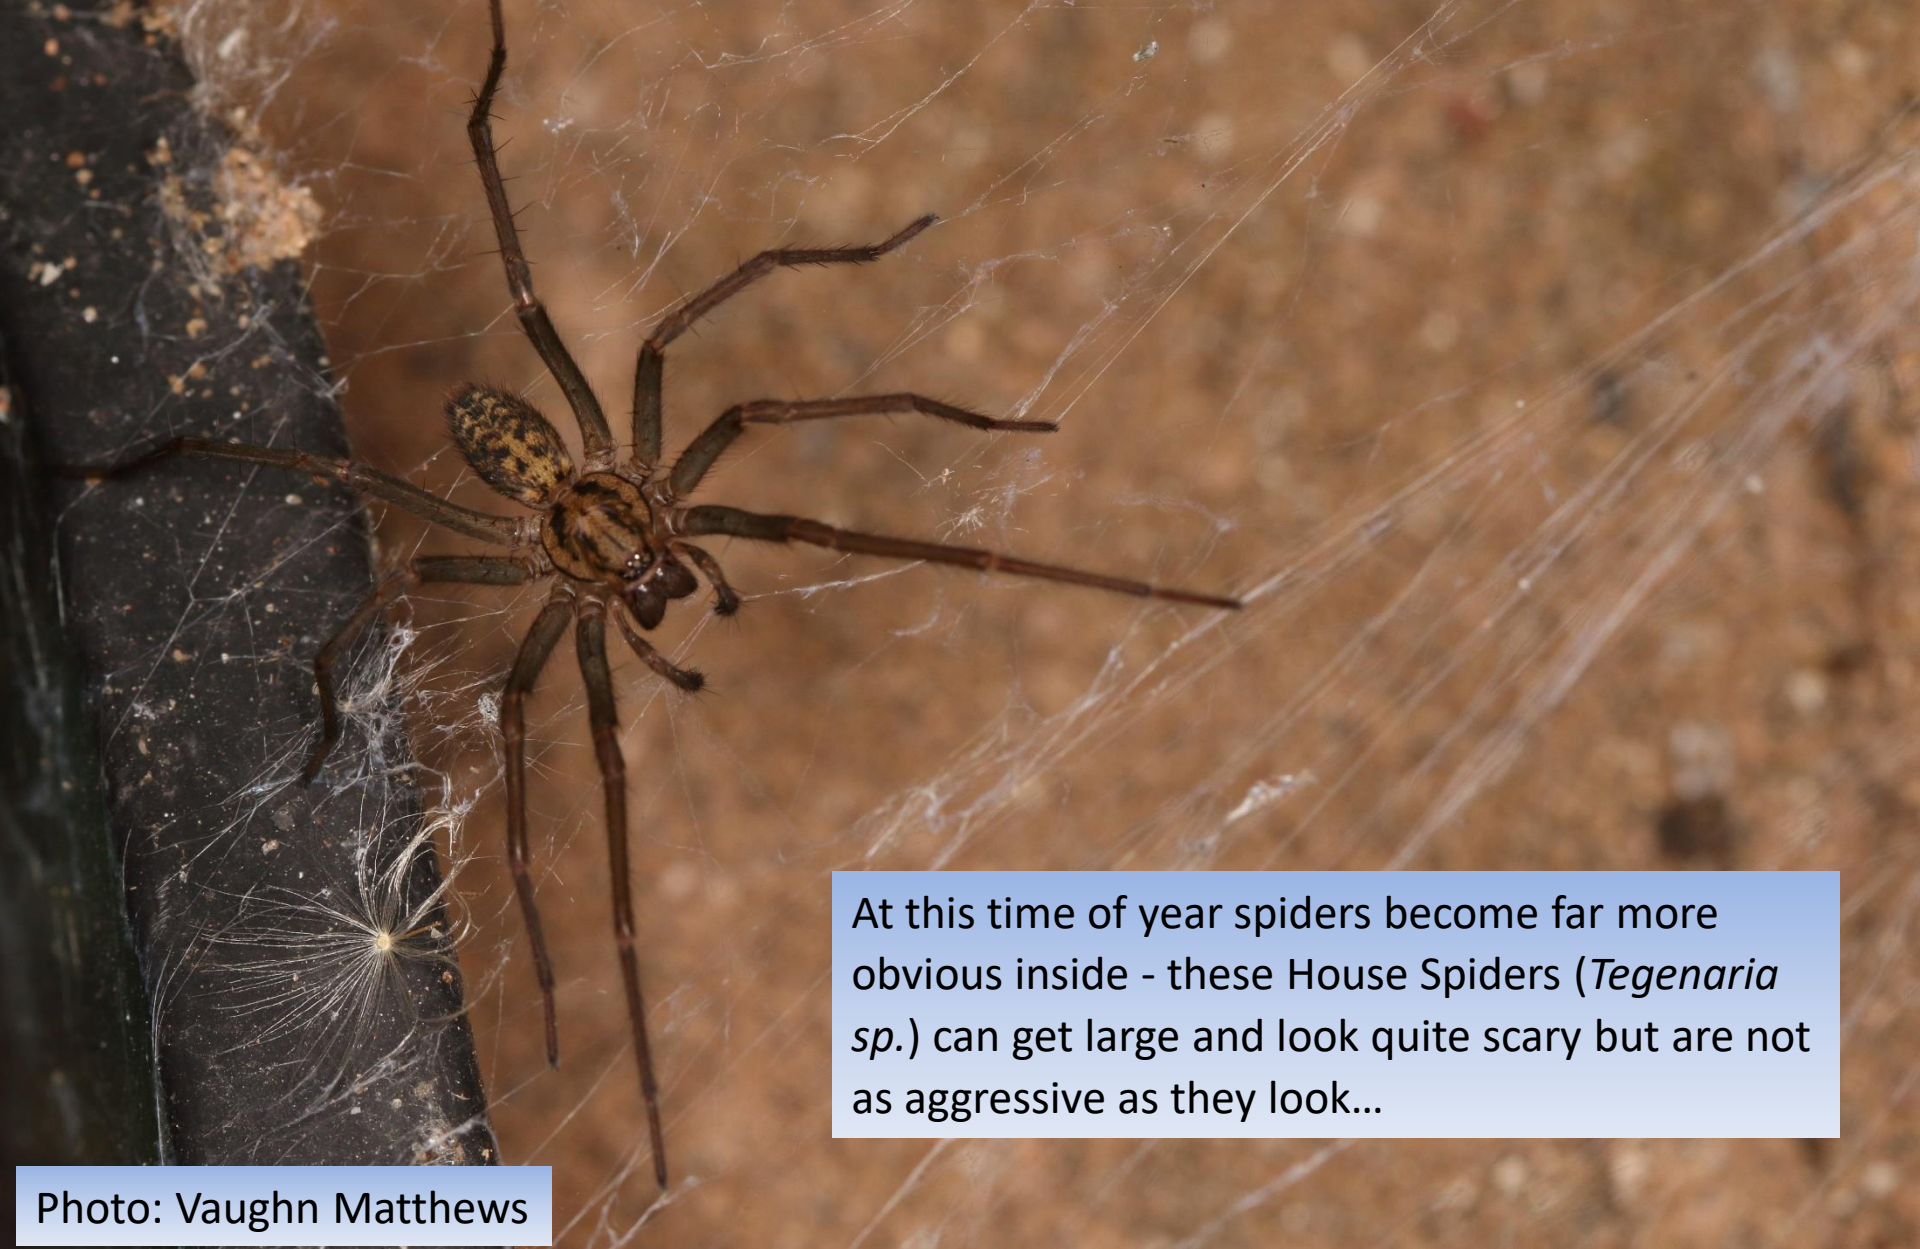 At this time of year spiders become far more
obvious inside - these House Spiders (Tegenaria
sp.) can get large and look quite scary but are not
as aggressive as they look…
Photo: Vaughn Matthews